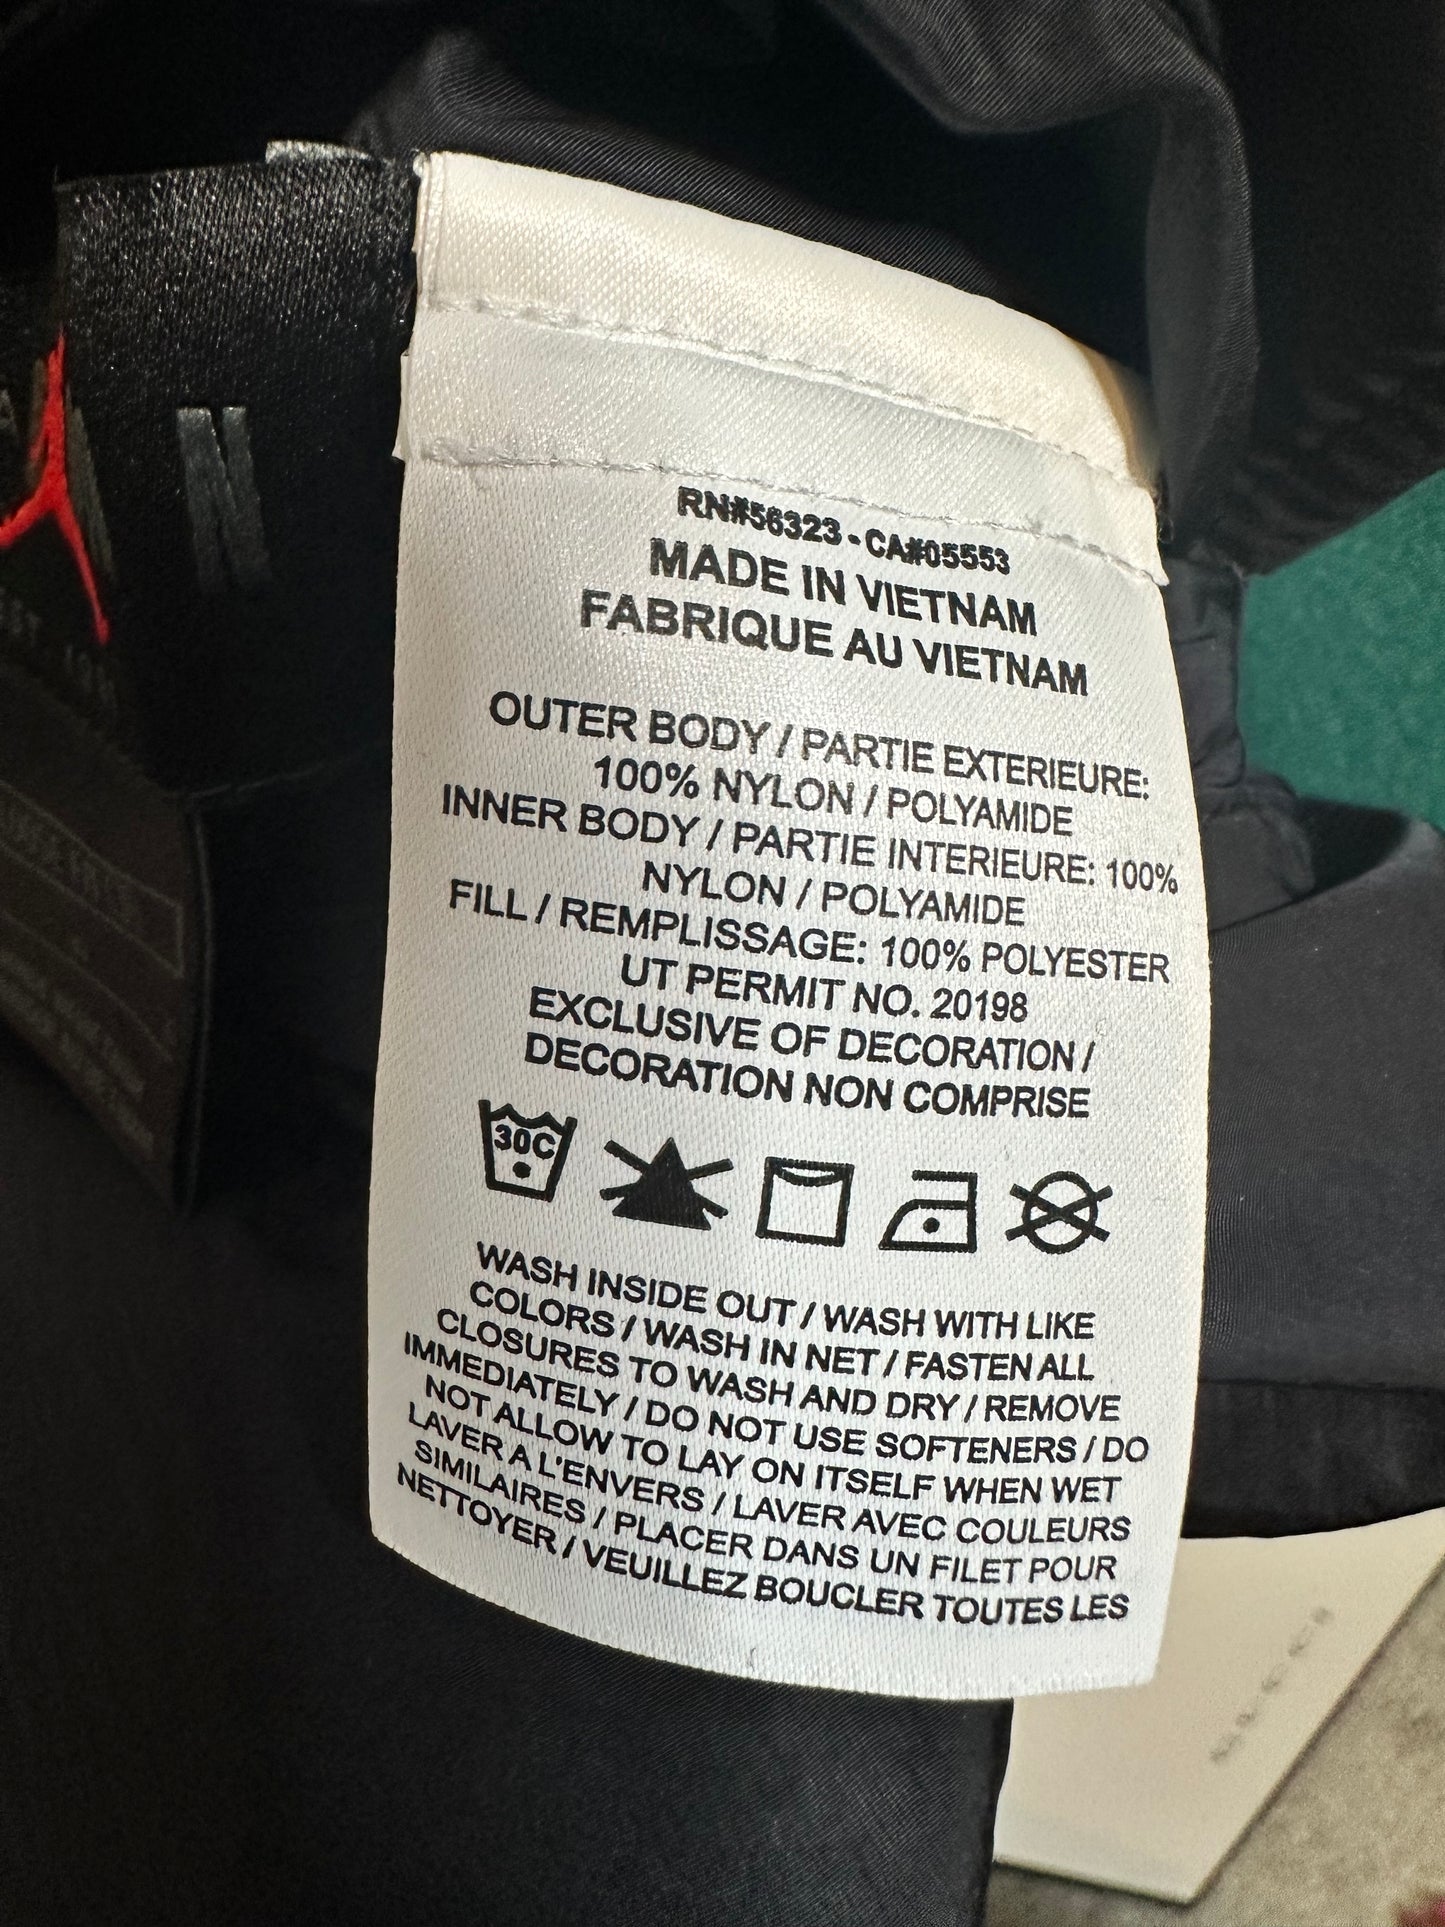 RN#56323 - CA#05553
MADE IN VIETNAM
FABRIQUE AU VIETNAM
OUTER BODY / PARTIE EXTERIEURE:
100% NYLON / POLYAMIDE
INNER BODY / PARTIE INTERIEURE: 100%
NYLON / POLYAMIDE
FILL / REMPLISSAGE: 100% POLYESTER
UT PERMIT NO. 20198
EXCLUSIVE OF DECORATION /
DECORATION NON COMPRISE
30C
WASH INSIDE OUT / WASH WITH LIKE
COLORS / WASH IN NET / FASTEN ALL
CLOSURES TO WASH AND DRY / REMOVE
IMMEDIATELY / DO NOT USE SOFTENERS / DO
NOT ALLOW TO LAY ON ITSELF WHEN WET
LAVER A L'ENVERS / LAVER AVEC COULEURS
SIMILAIRES / PLACER DANS UN FILET POUR
NETTOYER / VEUILLEZ BOUCLER TOUTES LES